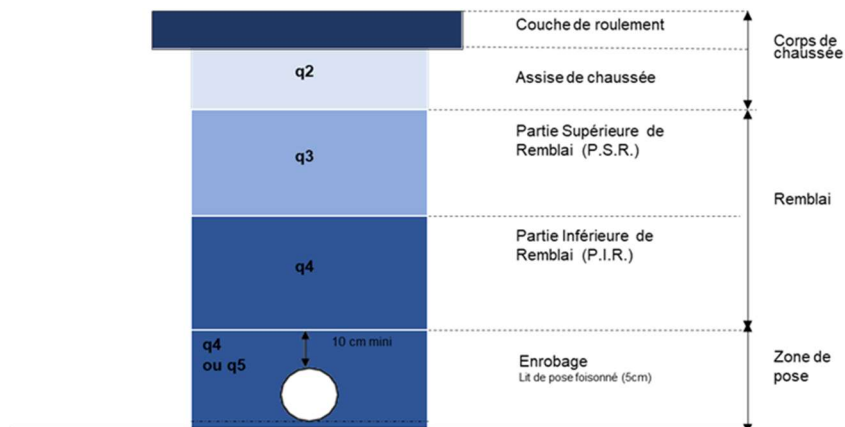 Couche de roulement
Corps de
chaussée
q2
Assise de chaussée
q3
Partie Supérieure de
Remblai (P.S.R.)
Remblai
q4
Partie Inférieure de
Remblai (P.I.R.)
q4
ou q5
10 cm mini
Enrobage
Lit de pose foisonné (5cm)
Zone de
pose